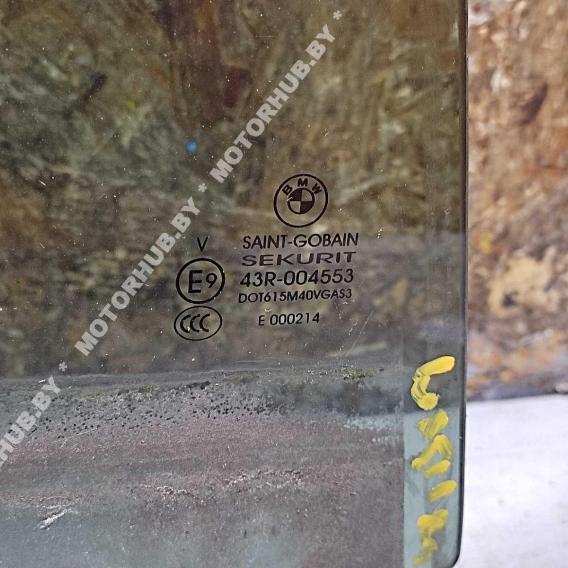 BMW
V
SAINT-GOBAIN
SEKURIT
E9 43R-004553
DOT615M40VGAS3
CCC E 000214
MOTORHUB.BY * MOTORHUB.BY * MOTORHUB.BY *